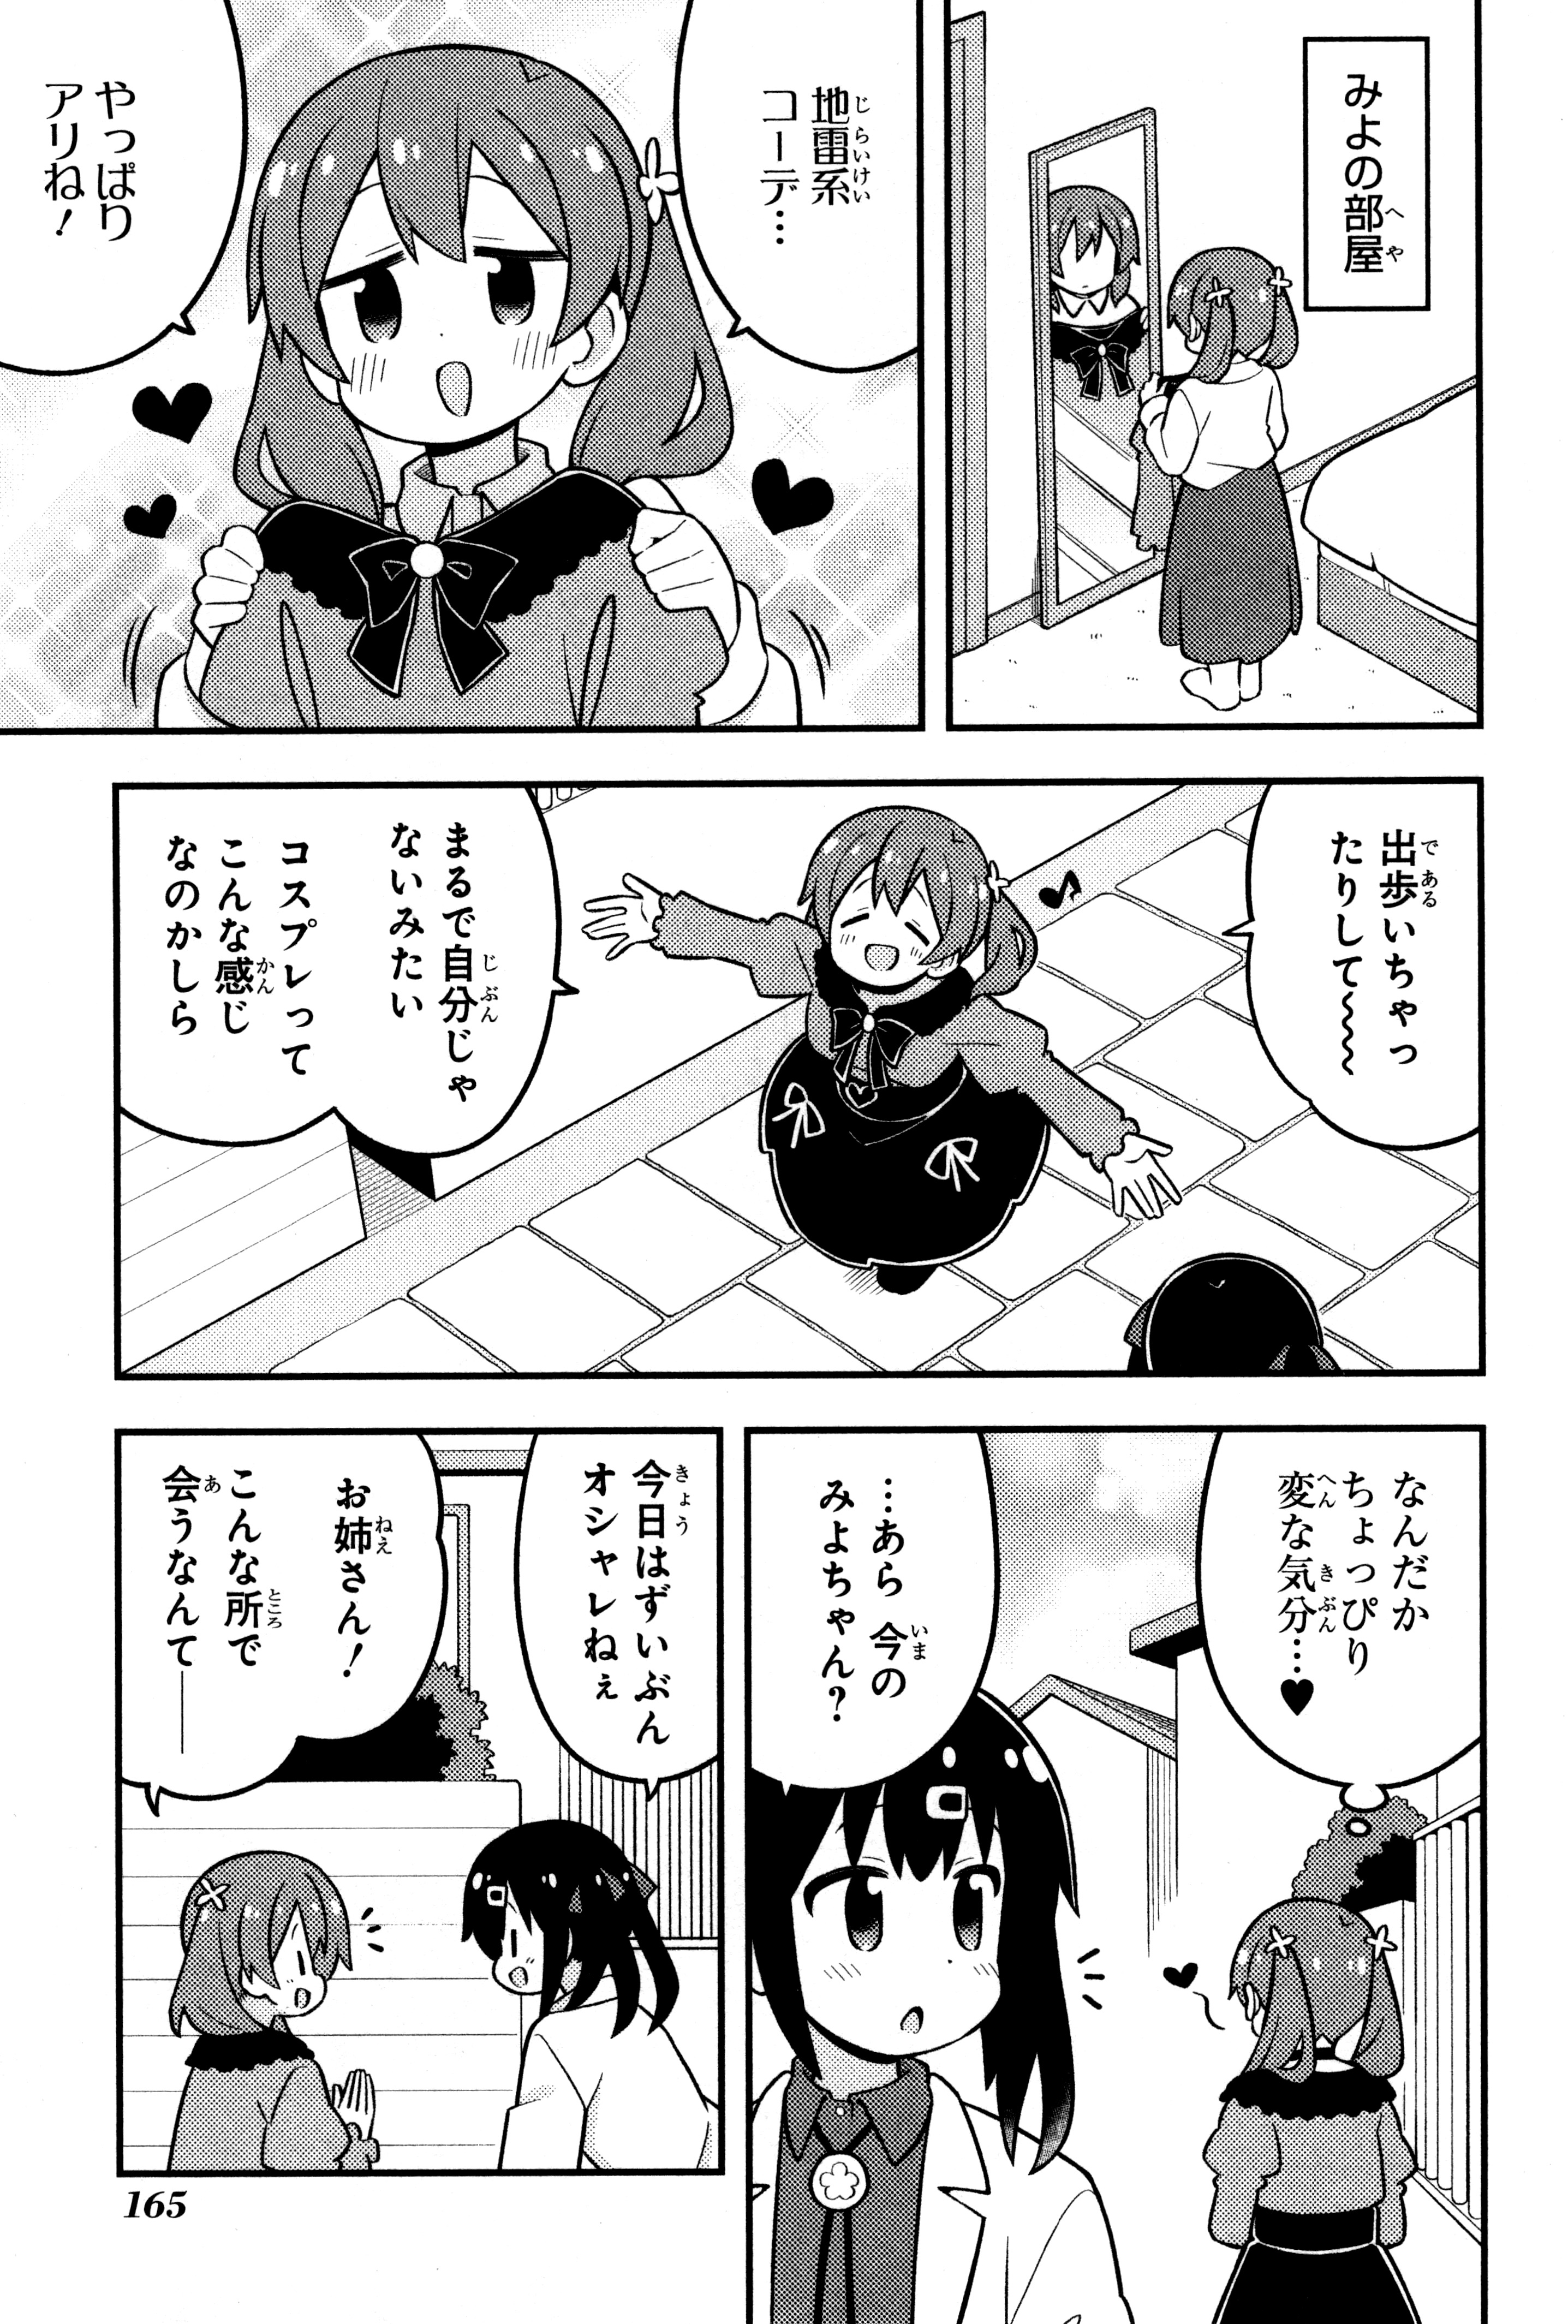 みよの部屋
地雷系
コーデ…
やっぱり
アリね!
出歩いちゃっ
たりして〜〜〜
まるで自分じゃ
ないみたい
コスプレって
こんな感じ
なのかしら
なんだか
ちょっぴり
変な気分…♥
…あら 今の
みよちゃん?
今日はずいぶん
オシャレねぇ
お姉さん!
こんな所で
会うなんて──
165